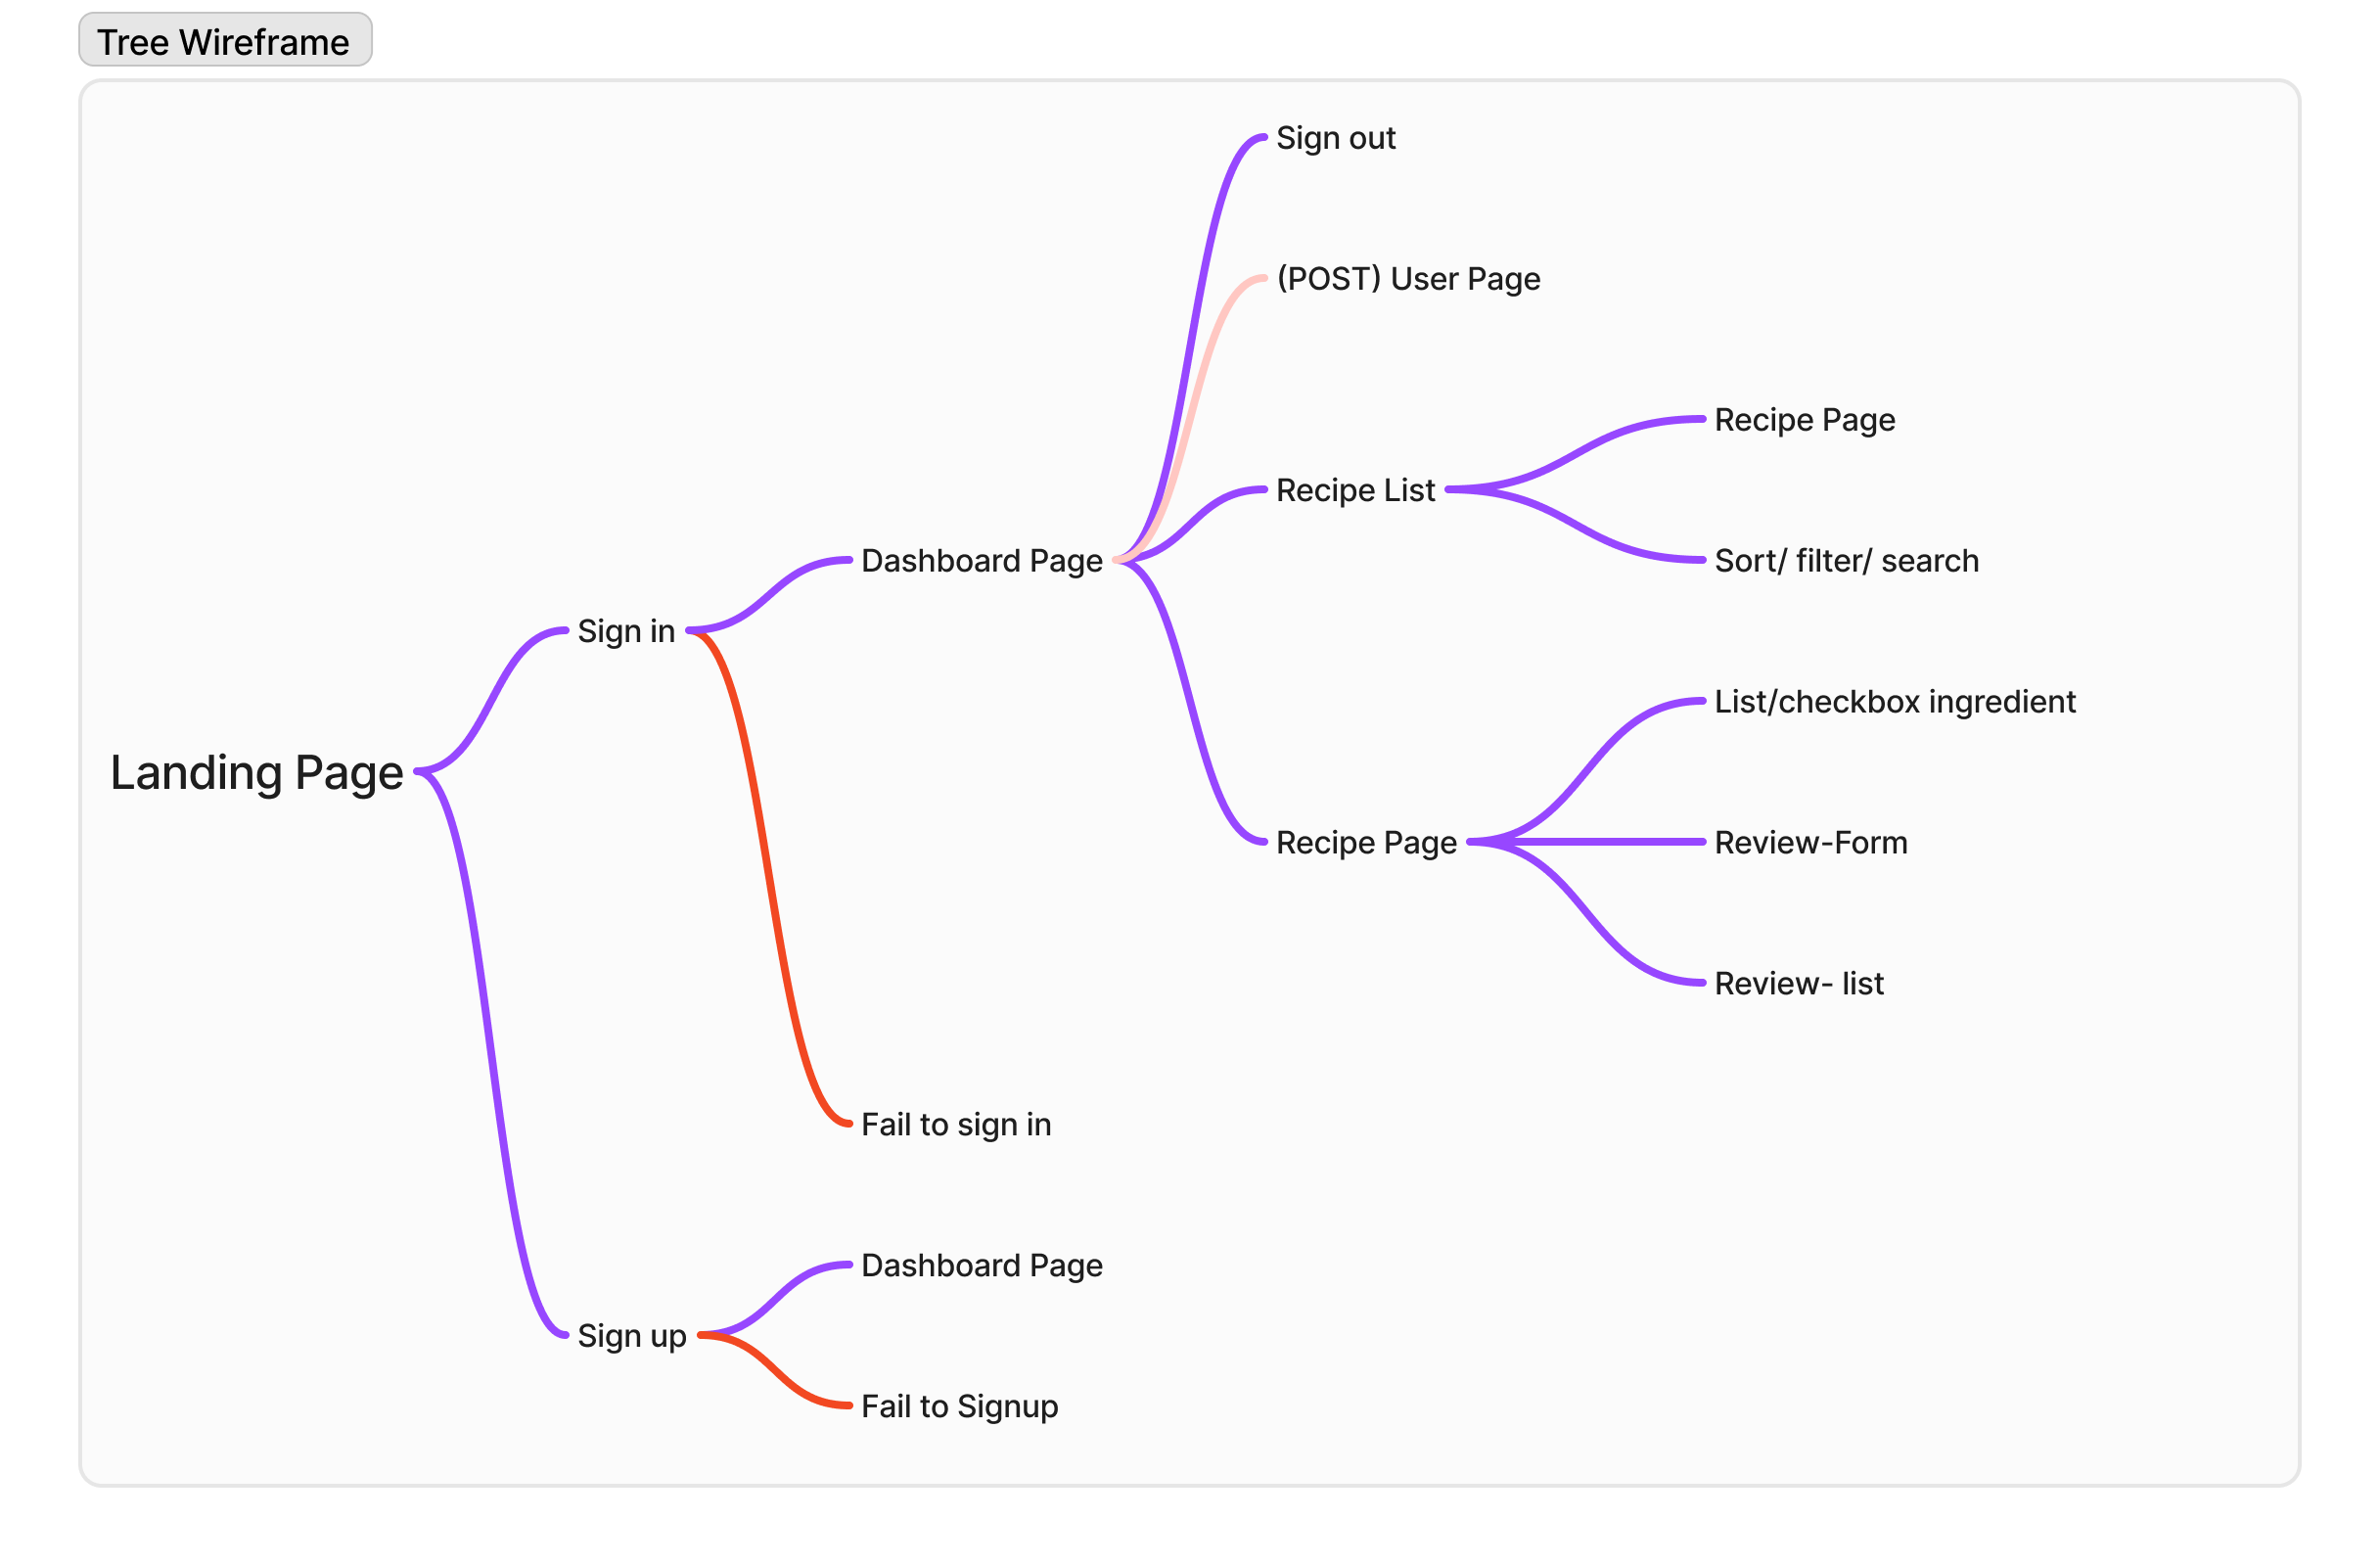 Tree Wireframe
Sign out
(POST) User Page
Recipe Page
Recipe List
Sort/ filter/ search
Dashboard Page
Sign in
List/checkbox ingredient
Landing Page
Recipe Page
Review-Form
Review- list
Fail to sign in
Dashboard Page
Sign up
Fail to Signup